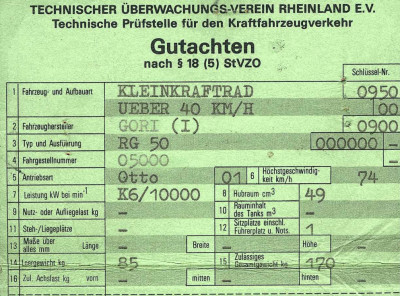 TECHNISCHER ÜBERWACHUNGS-VEREIN RHEINLAND E.V.
Technische Prüfstelle für den Kraftfahrzeugverkehr
Gutachten
nach § 18 (5) StVZO
Schlüssel-Nr.
1 Fahrzeug- und Aufbauart KLEINKRAFTRAD 0950
UEBER 40 KM/H 00
2 Fahrzeughersteller GORI (I) 0900
3 Typ und Ausführung RG 50 000000 –
4 Fahrgestellnummer 05000
5 Antriebsart Otto 01 6 Höchstgeschwindigkeit km/h 74
7 Leistung kW bei min-1 K6/10000 8 Hubraum cm³ 49
9 Nutz- oder Aufliegelast kg – 10 Rauminhalt des Tanks m³ –
11 Steh-/Liegeplätze – 12 Sitzplätze einschl. Führerplatz u. Nots. 1
13 Maße über alles mm Länge – Breite – Höhe –
14 Leergewicht kg 85 15 Zulässiges Gesamtgewicht kg 170
16 Zul. Achslast kg vorn – mitten – hinten –